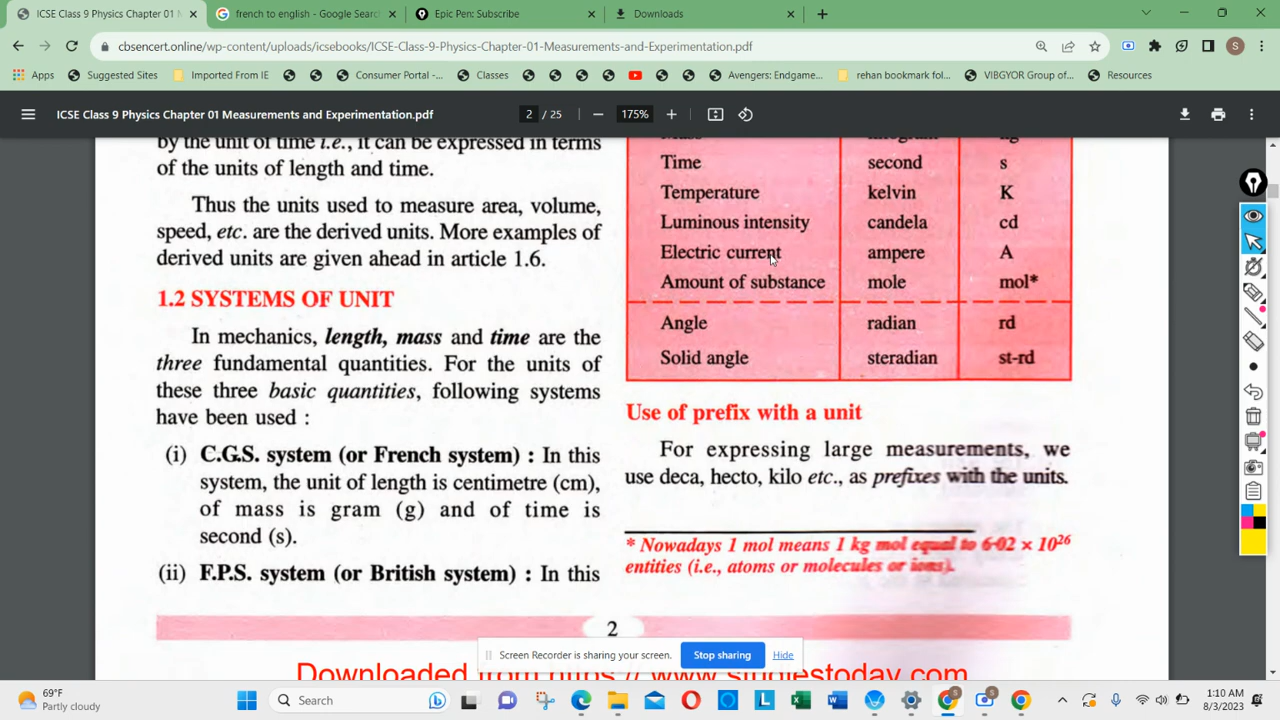 ICSE Class 9 Physics Chapter 01 M
french to english - Google Searc
Epic Pen: Subscribe
Downloads
cbsencert.online/wp-content/uploads/icsebooks/ICSE-Class-9-Physics-Chapter-01-Measurements-and-Experimentation.pdf
S
Apps
Suggested Sites
Imported From IE
Consumer Portal -...
Classes
Avengers: Endgame...
rehan bookmark fol...
VIBGYOR Group of...
Resources
ICSE Class 9 Physics Chapter 01 Measurements and Experimentation.pdf
2 / 25
175%
by the unit of time i.e., it can be expressed in terms
of the units of length and time.
Thus the units used to measure area, volume,
speed, etc. are the derived units. More examples of
derived units are given ahead in article 1.6.
1.2 SYSTEMS OF UNIT
In mechanics, length, mass and time are the
three fundamental quantities. For the units of
these three basic quantities, following systems
have been used :
(i) C.G.S. system (or French system) : In this
system, the unit of length is centimetre (cm),
of mass is gram (g) and of time is
second (s).
(ii) F.P.S. system (or British system) : In this
Mass kilogram kg
Time second s
Temperature kelvin K
Luminous intensity candela cd
Electric current ampere A
Amount of substance mole mol*
Angle radian rd
Solid angle steradian st-rd
Use of prefix with a unit
For expressing large measurements, we
use deca, hecto, kilo etc., as prefixes with the units.
* Nowadays 1 mol means 1 kg mol equal to 6·02 × 10²⁶
entities (i.e., atoms or molecules or ions).
2
Screen Recorder is sharing your screen.
Stop sharing
Hide
Downloaded from https:// www.studiestoday.com
69°F
Partly cloudy
Search
1:10 AM
8/3/2023